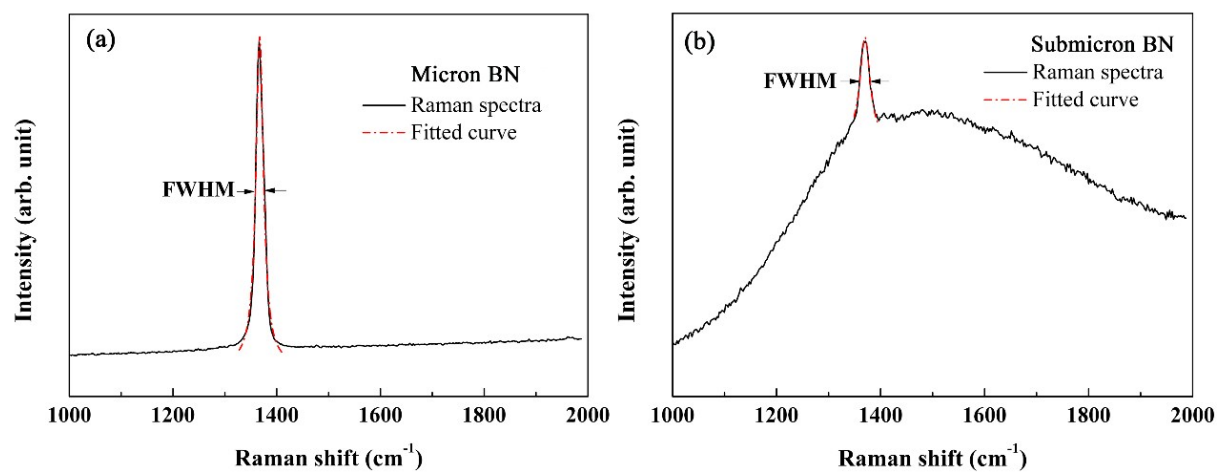 (a)
Micron BN
Raman spectra
Fitted curve
FWHM
Intensity (arb. unit)
1000 1200 1400 1600 1800 2000
Raman shift (cm⁻¹)
(b)
Submicron BN
Raman spectra
Fitted curve
FWHM
Intensity (arb. unit)
1000 1200 1400 1600 1800 2000
Raman shift (cm⁻¹)